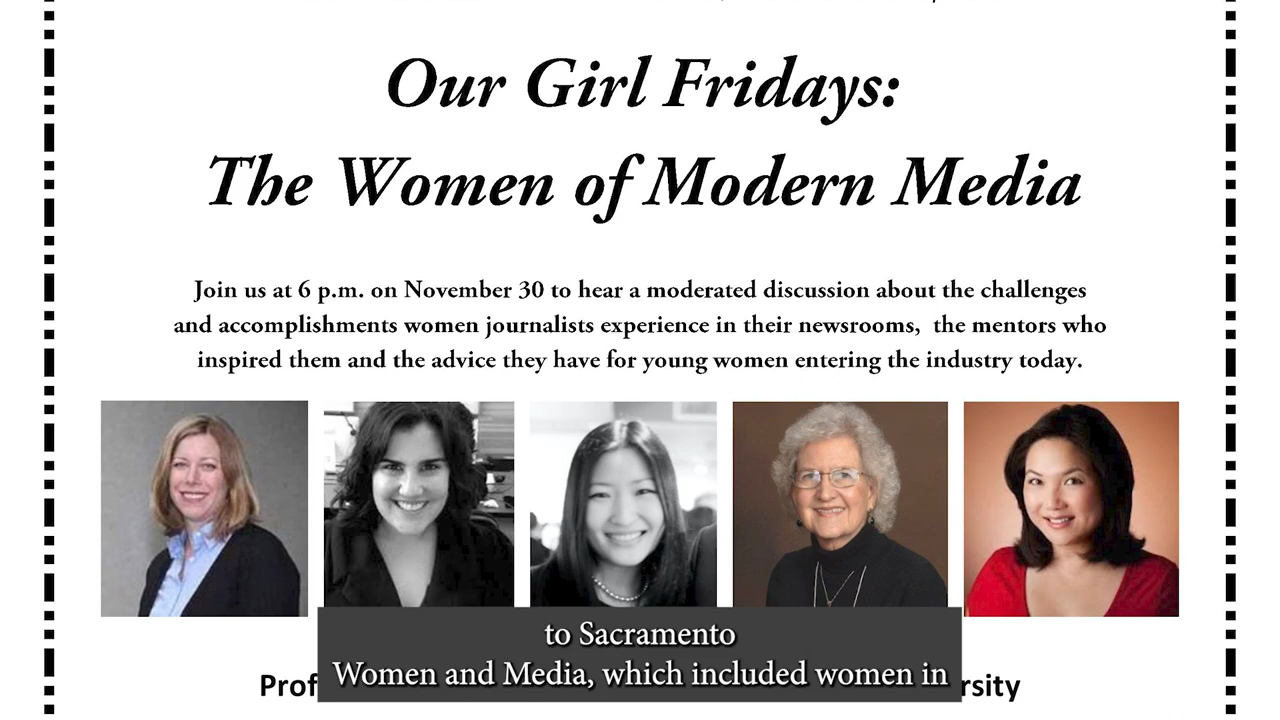 Our Girl Fridays:
The Women of Modern Media
Join us at 6 p.m. on November 30 to hear a moderated discussion about the challenges
and accomplishments women journalists experience in their newsrooms, the mentors who
inspired them and the advice they have for young women entering the industry today.
to Sacramento
Women and Media, which included women in